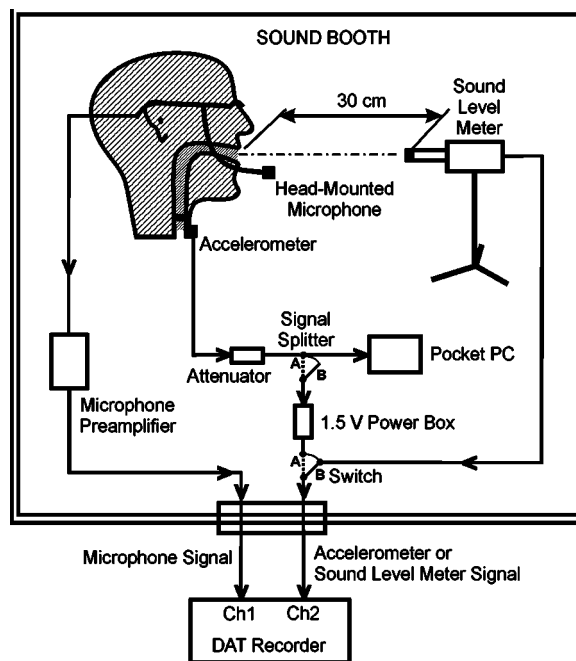 SOUND BOOTH
30 cm
Sound
Level
Meter
Head-Mounted
Microphone
Accelerometer
Signal
Splitter
A
B
Attenuator
Pocket PC
Microphone
Preamplifier
1.5 V Power Box
A
B
Switch
Microphone Signal
Accelerometer or
Sound Level Meter Signal
Ch1 Ch2
DAT Recorder